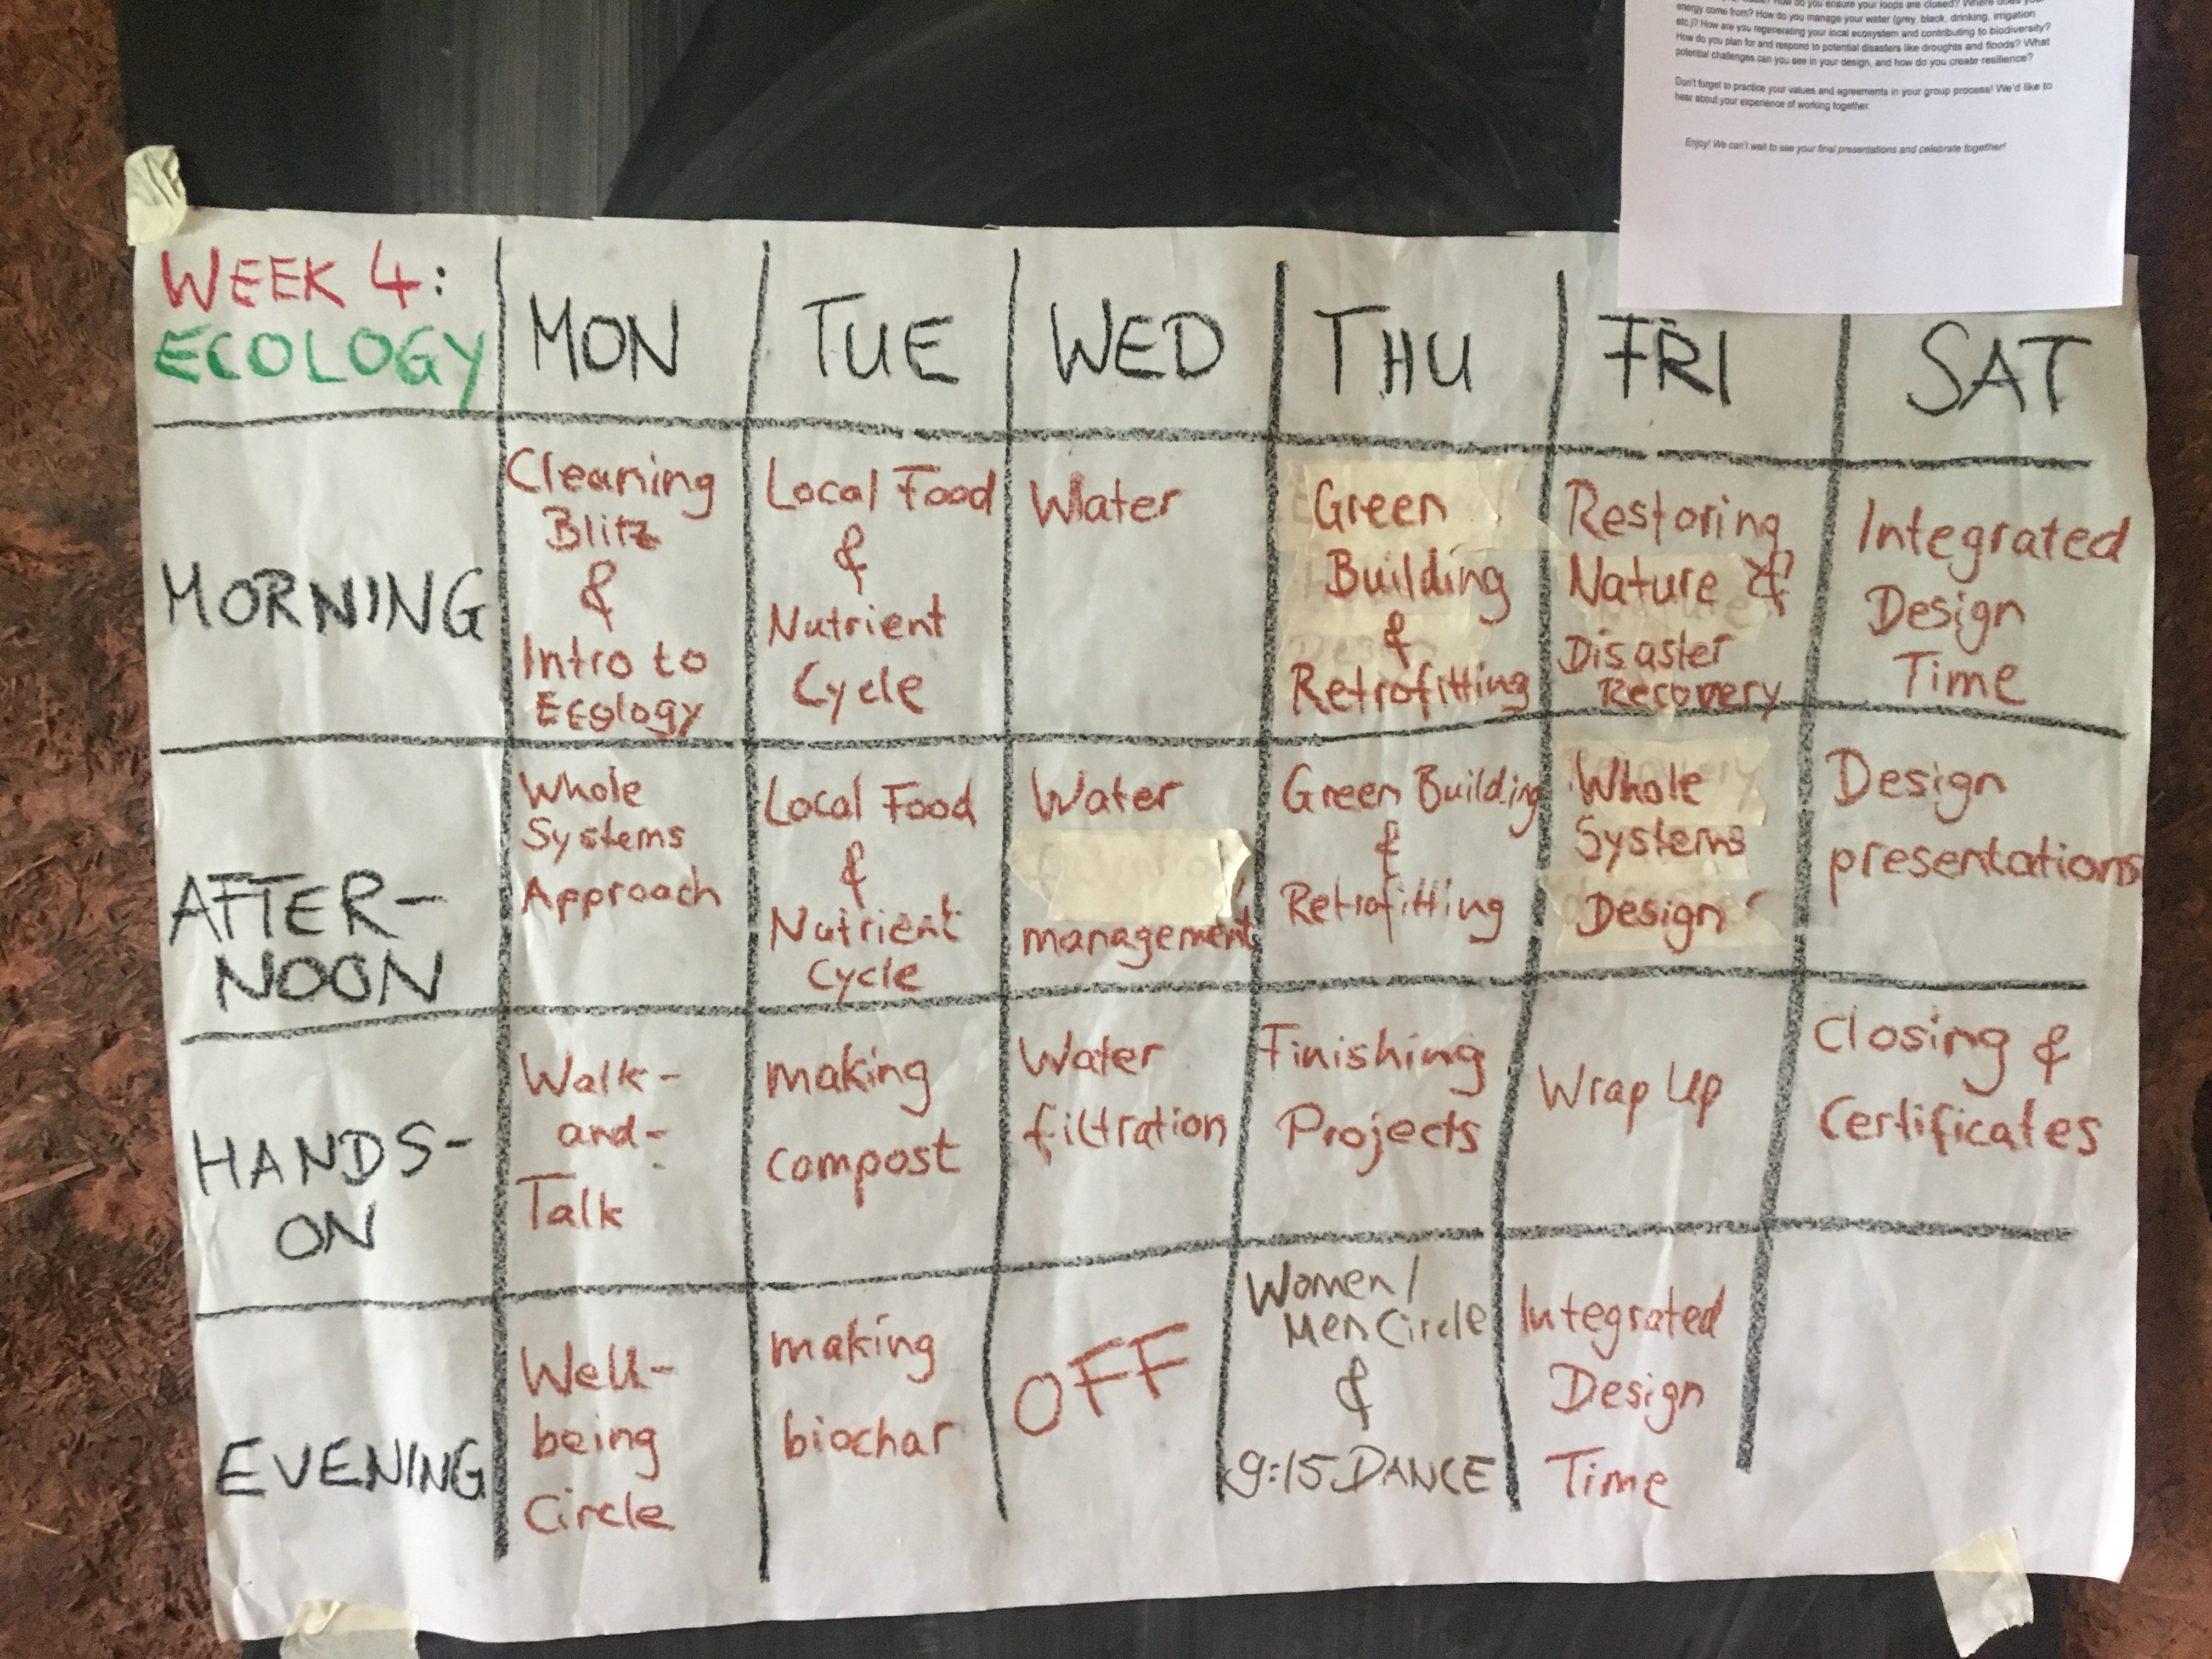 do you ensure your loops are closed? Where does your
energy come from? How do you manage your water (grey, black, drinking, irrigation
etc.)? How are you regenerating your local ecosystem and contributing to biodiversity?
How do you plan for and respond to potential disasters like droughts and floods? What
potential challenges can you see in your design, and how do you create resilience?
Don't forget to practice your values and agreements in your group process! We'd like to
hear about your experience of working together.
Enjoy! We can't wait to see your final presentations and celebrate together!
WEEK 4:
ECOLOGY
MON
TUE
WED
THU
FRI
SAT
MORNING
Cleaning
Blitz
&
Intro to
Ecology
Local Food
&
Nutrient
Cycle
Water
Green
Building
&
Retrofitting
Restoring
Nature &
Disaster
Recovery
Integrated
Design
Time
AFTER-
NOON
Whole
Systems
Approach
Local Food
&
Nutrient
Cycle
Water
management
Green Building
&
Retrofitting
Whole
Systems
Design
Design
presentations
HANDS-
ON
Walk-
and-
Talk
making
compost
Water
filtration
Finishing
Projects
Wrap Up
Closing &
Certificates
EVENING
Well-
being
Circle
making
biochar
OFF
Women/
Men Circle
&
9:15 DANCE
Integrated
Design
Time